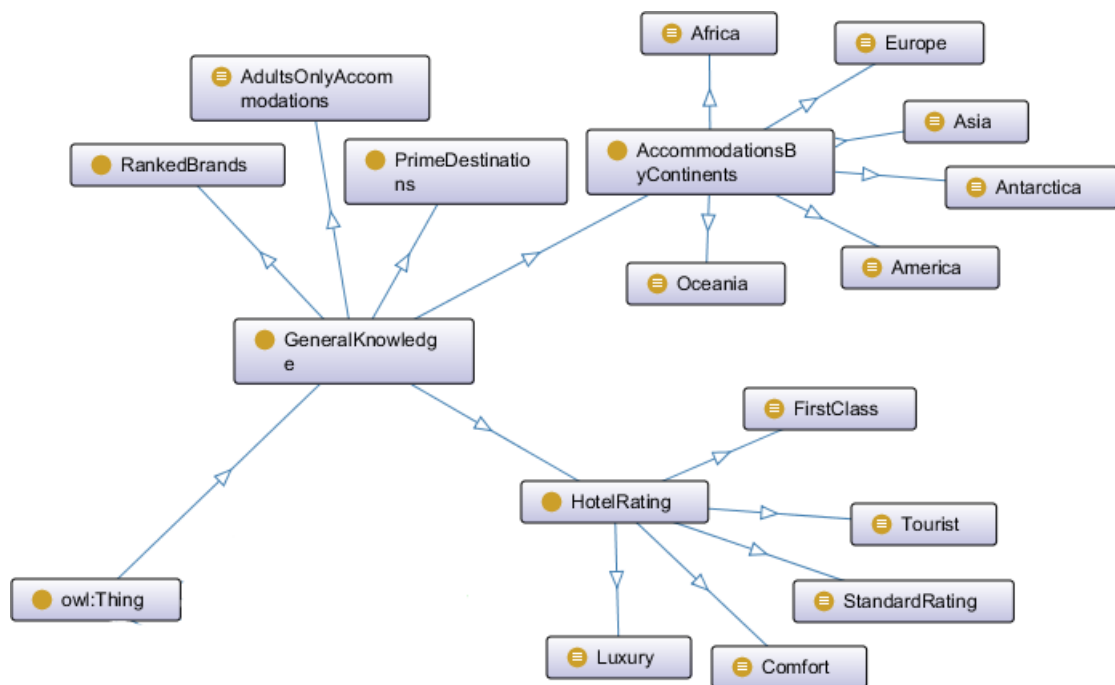 Africa
Europe
AdultsOnlyAccom
modations
Asia
RankedBrands
PrimeDestinatio
ns
AccommodationsB
yContinents
Antarctica
Oceania
America
GeneralKnowledg
e
FirstClass
HotelRating
Tourist
owl:Thing
StandardRating
Luxury
Comfort